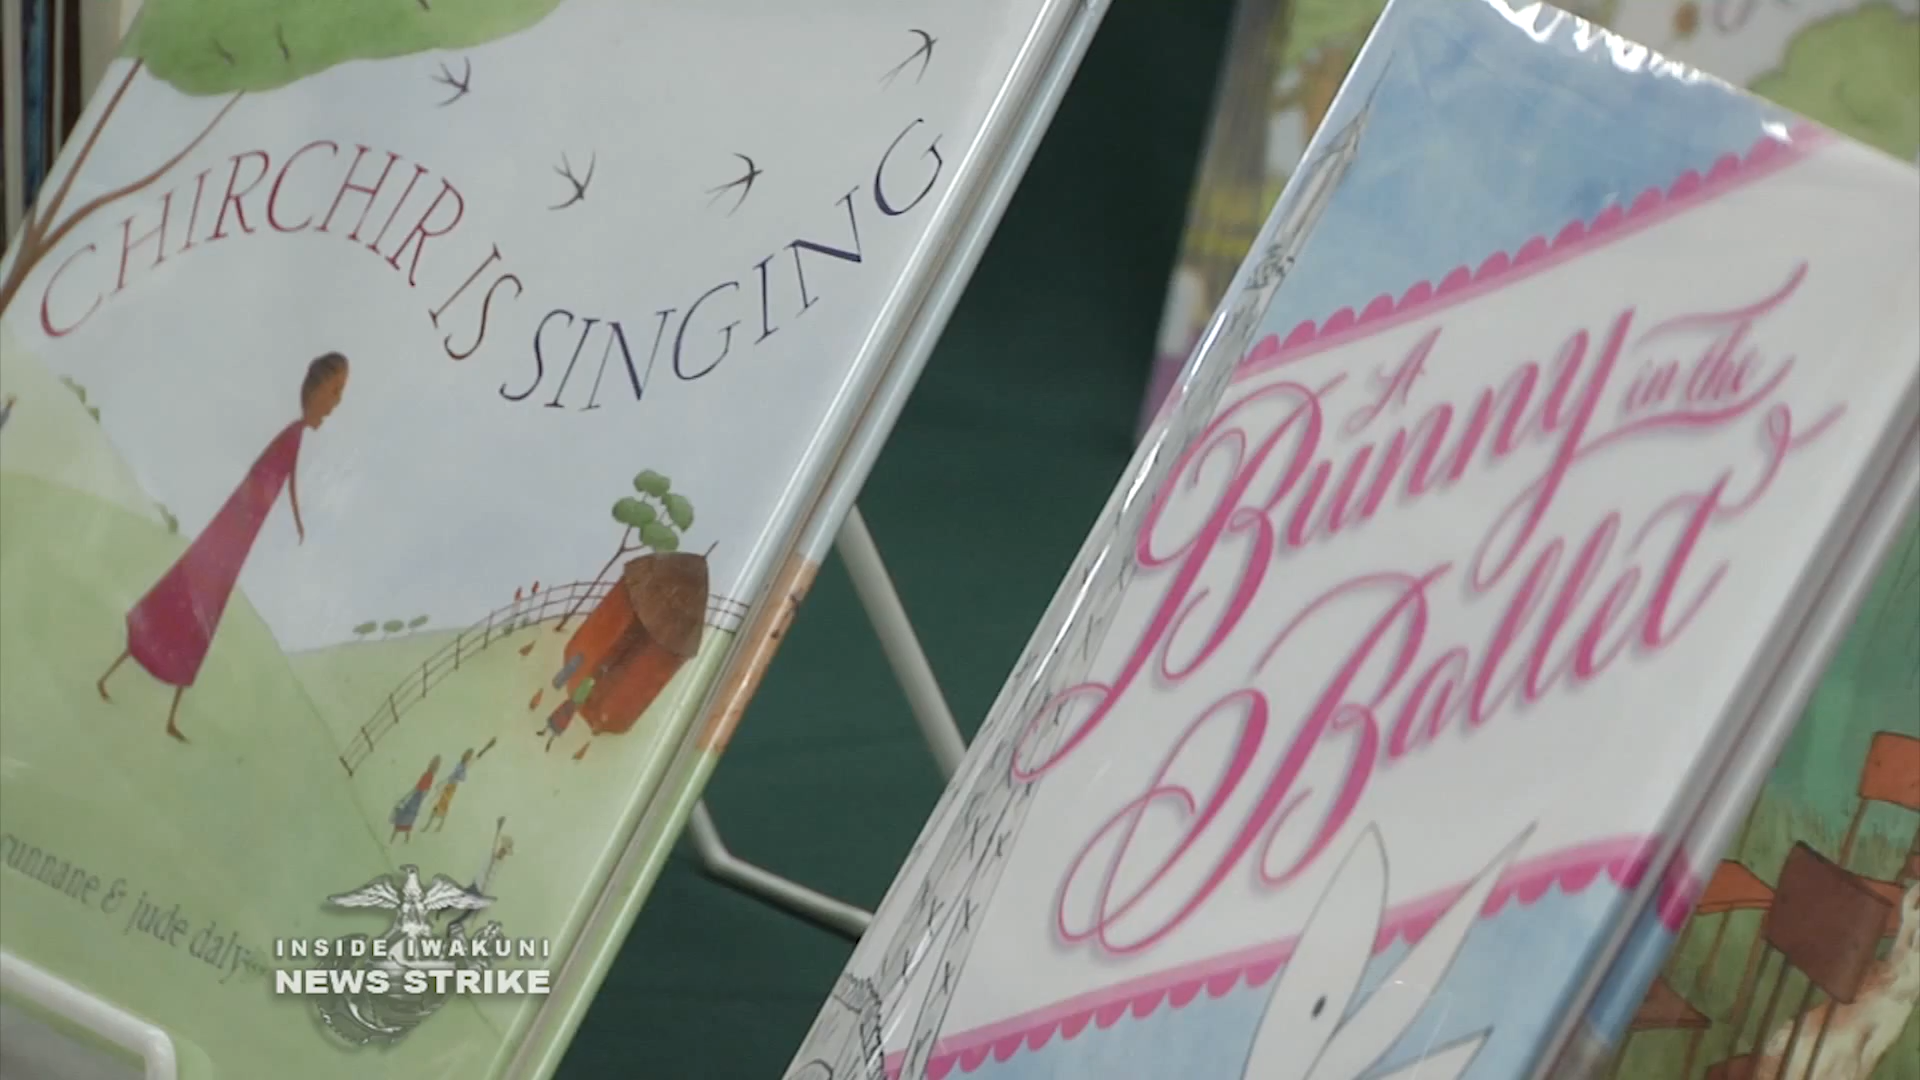 CHIRCHIR IS SINGING
cunnane & jude daly
A
Bunny in the
Ballet
INSIDE IWAKUNI
NEWS STRIKE